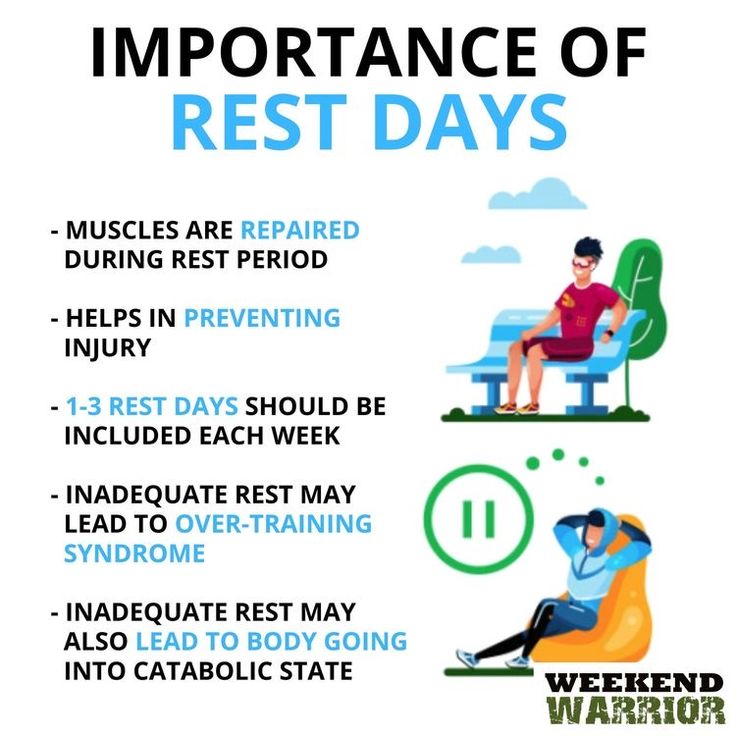 IMPORTANCE OF
REST DAYS
- MUSCLES ARE REPAIRED
DURING REST PERIOD
- HELPS IN PREVENTING
INJURY
- 1-3 REST DAYS SHOULD BE
INCLUDED EACH WEEK
- INADEQUATE REST MAY
LEAD TO OVER-TRAINING
SYNDROME
- INADEQUATE REST MAY
ALSO LEAD TO BODY GOING
INTO CATABOLIC STATE
WEEKEND
WARRIOR